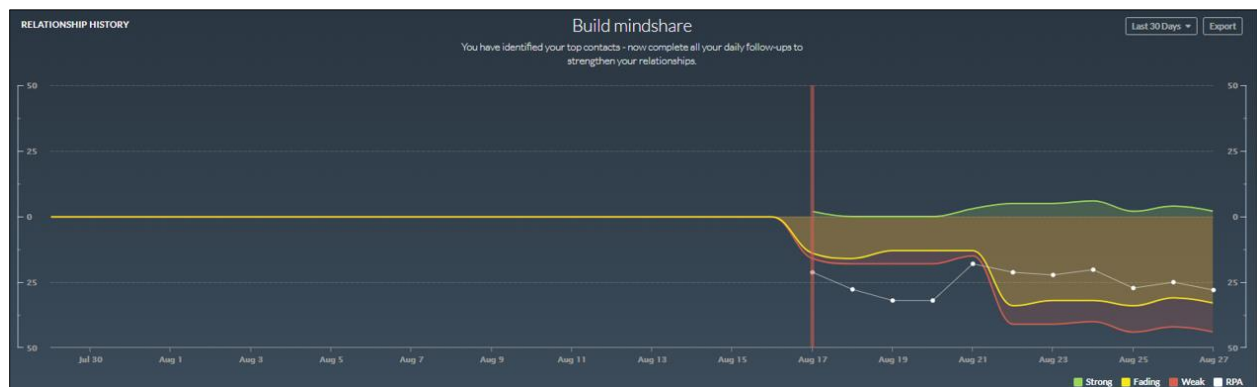 RELATIONSHIP HISTORY
Build mindshare
Last 30 Days
Export
You have identified your top contacts - now complete all your daily follow-ups to
strengthen your relationships.
50 50
25 25
0 0
25 25
50 50
Jul 30 Aug 1 Aug 3 Aug 5 Aug 7 Aug 9 Aug 11 Aug 13 Aug 15 Aug 17 Aug 19 Aug 21 Aug 23 Aug 25 Aug 27
Strong Fading Weak RPA